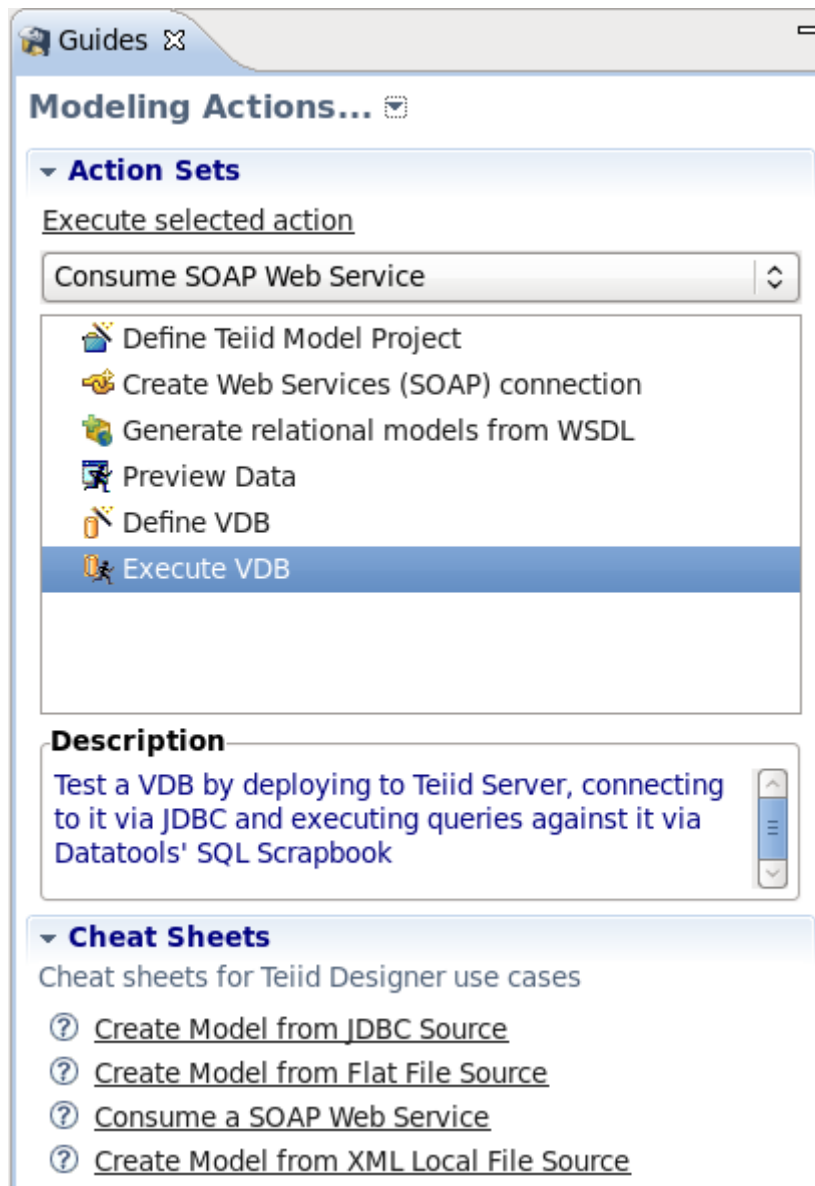 Guides
Modeling Actions...
Action Sets
Execute selected action
Consume SOAP Web Service
Define Teiid Model Project
Create Web Services (SOAP) connection
Generate relational models from WSDL
Preview Data
Define VDB
Execute VDB
Description
Test a VDB by deploying to Teiid Server, connecting
to it via JDBC and executing queries against it via
Datatools' SQL Scrapbook
Cheat Sheets
Cheat sheets for Teiid Designer use cases
Create Model from JDBC Source
Create Model from Flat File Source
Consume a SOAP Web Service
Create Model from XML Local File Source